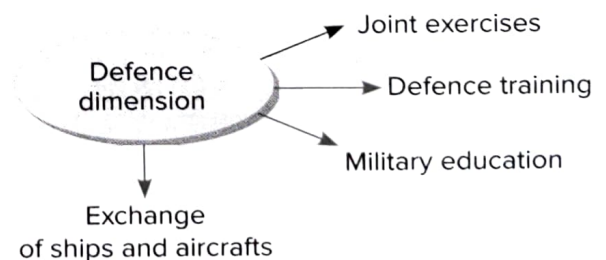 Joint exercises
Defence
dimension
Defence training
Military education
Exchange
of ships and aircrafts